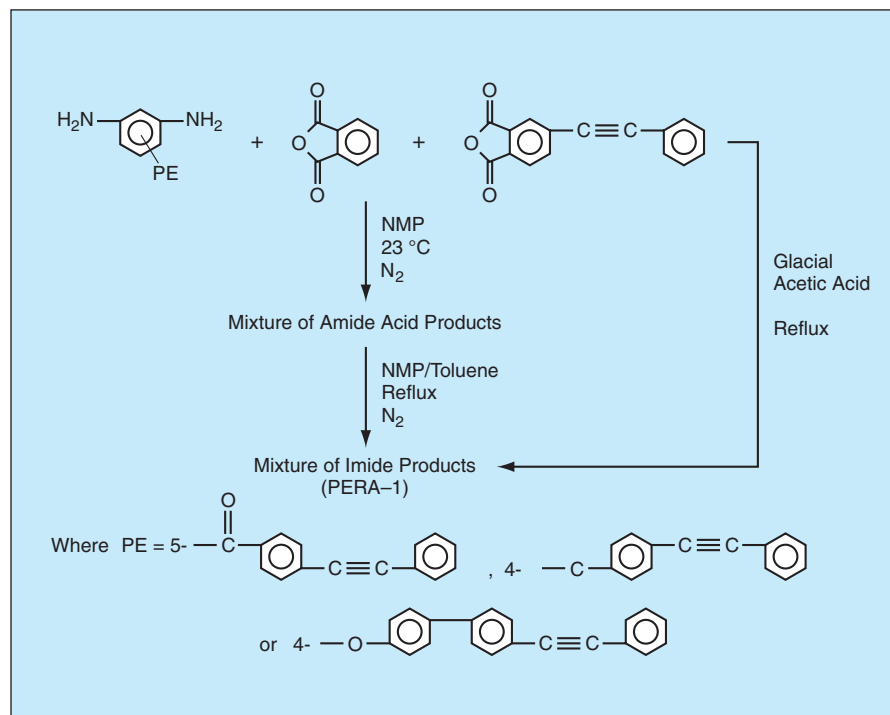 H₂N NH₂
PE
+
O
O
O
+
O
O
O
C≡C
NMP
23 °C
N₂
Glacial
Acetic Acid
Reflux
Mixture of Amide Acid Products
NMP/Toluene
Reflux
N₂
Mixture of Imide Products
(PERA–1)
O
Where PE = 5- C C≡C , 4- C C≡C
or 4- O C≡C